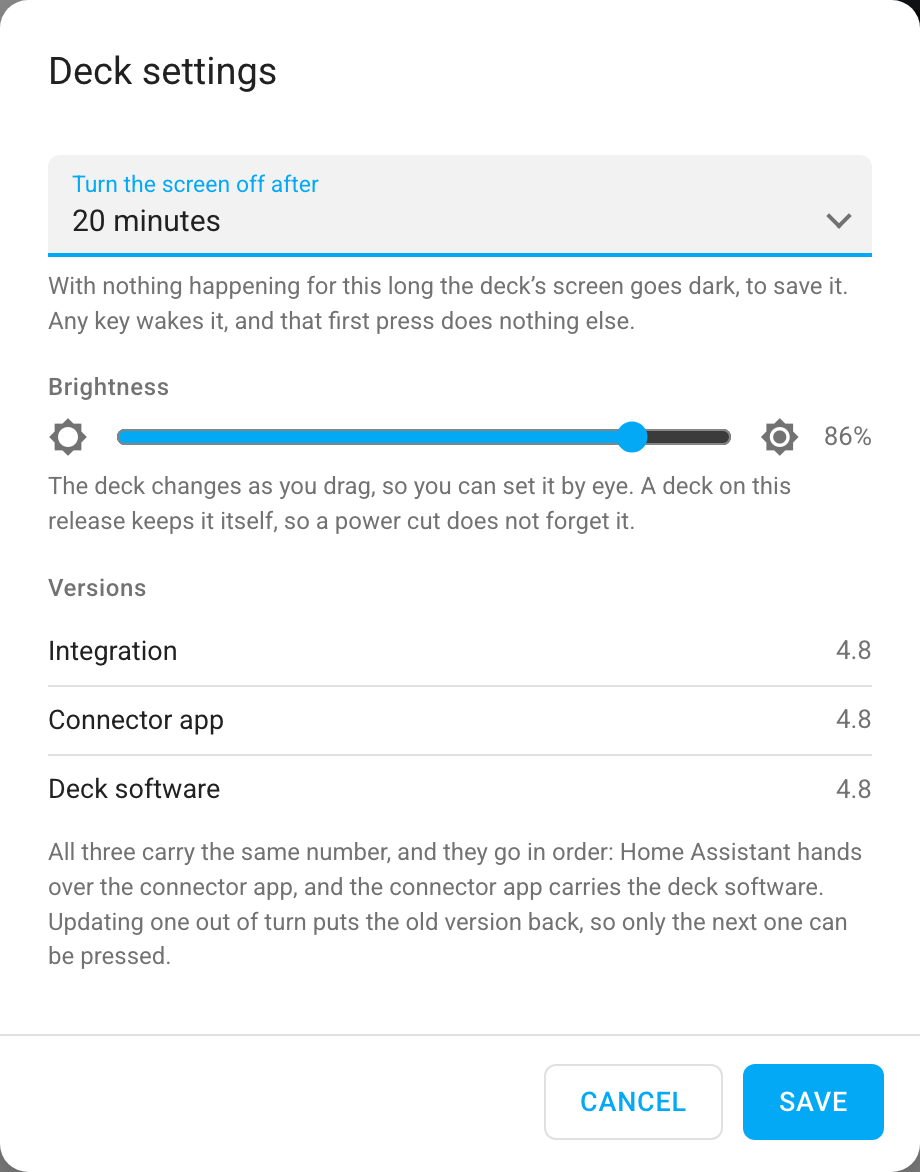 Deck settings
Turn the screen off after
20 minutes
With nothing happening for this long the deck’s screen goes dark, to save it.
Any key wakes it, and that first press does nothing else.
Brightness
86%
The deck changes as you drag, so you can set it by eye. A deck on this
release keeps it itself, so a power cut does not forget it.
Versions
Integration 4.8
Connector app 4.8
Deck software 4.8
All three carry the same number, and they go in order: Home Assistant hands
over the connector app, and the connector app carries the deck software.
Updating one out of turn puts the old version back, so only the next one can
be pressed.
CANCEL SAVE